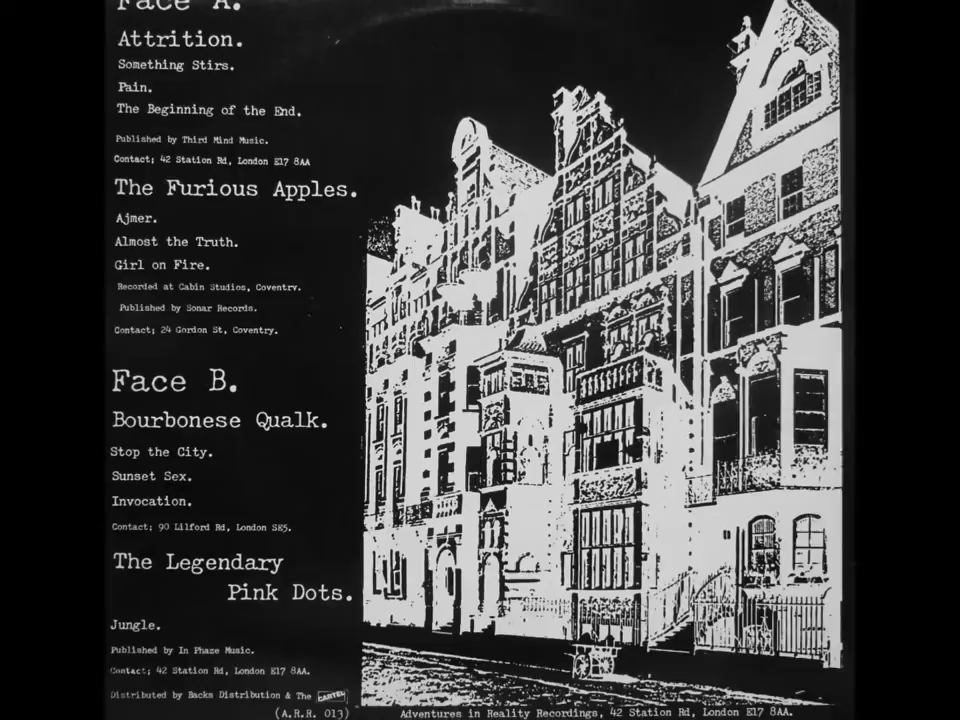 Face A.
Attrition.
Something Stirs.
Pain.
The Beginning of the End.
Published by Third Mind Music.
Contact; 42 Station Rd, London E17 8AA
The Furious Apples.
Ajmer.
Almost the Truth.
Girl on Fire.
Recorded at Cabin Studios, Coventry.
Published by Sonar Records.
Contact; 24 Gordon St, Coventry.
Face B.
Bourbonese Qualk.
Stop the City.
Sunset Sex.
Invocation.
Contact; 90 Lilford Rd, London SE5.
The Legendary
Pink Dots.
Jungle.
Published by In Phaze Music.
Contact; 42 Station Rd, London E17 8AA.
Distributed by Backs Distribution & The CARTEL
(A.R.R. 013)
Adventures in Reality Recordings, 42 Station Rd, London E17 8AA.